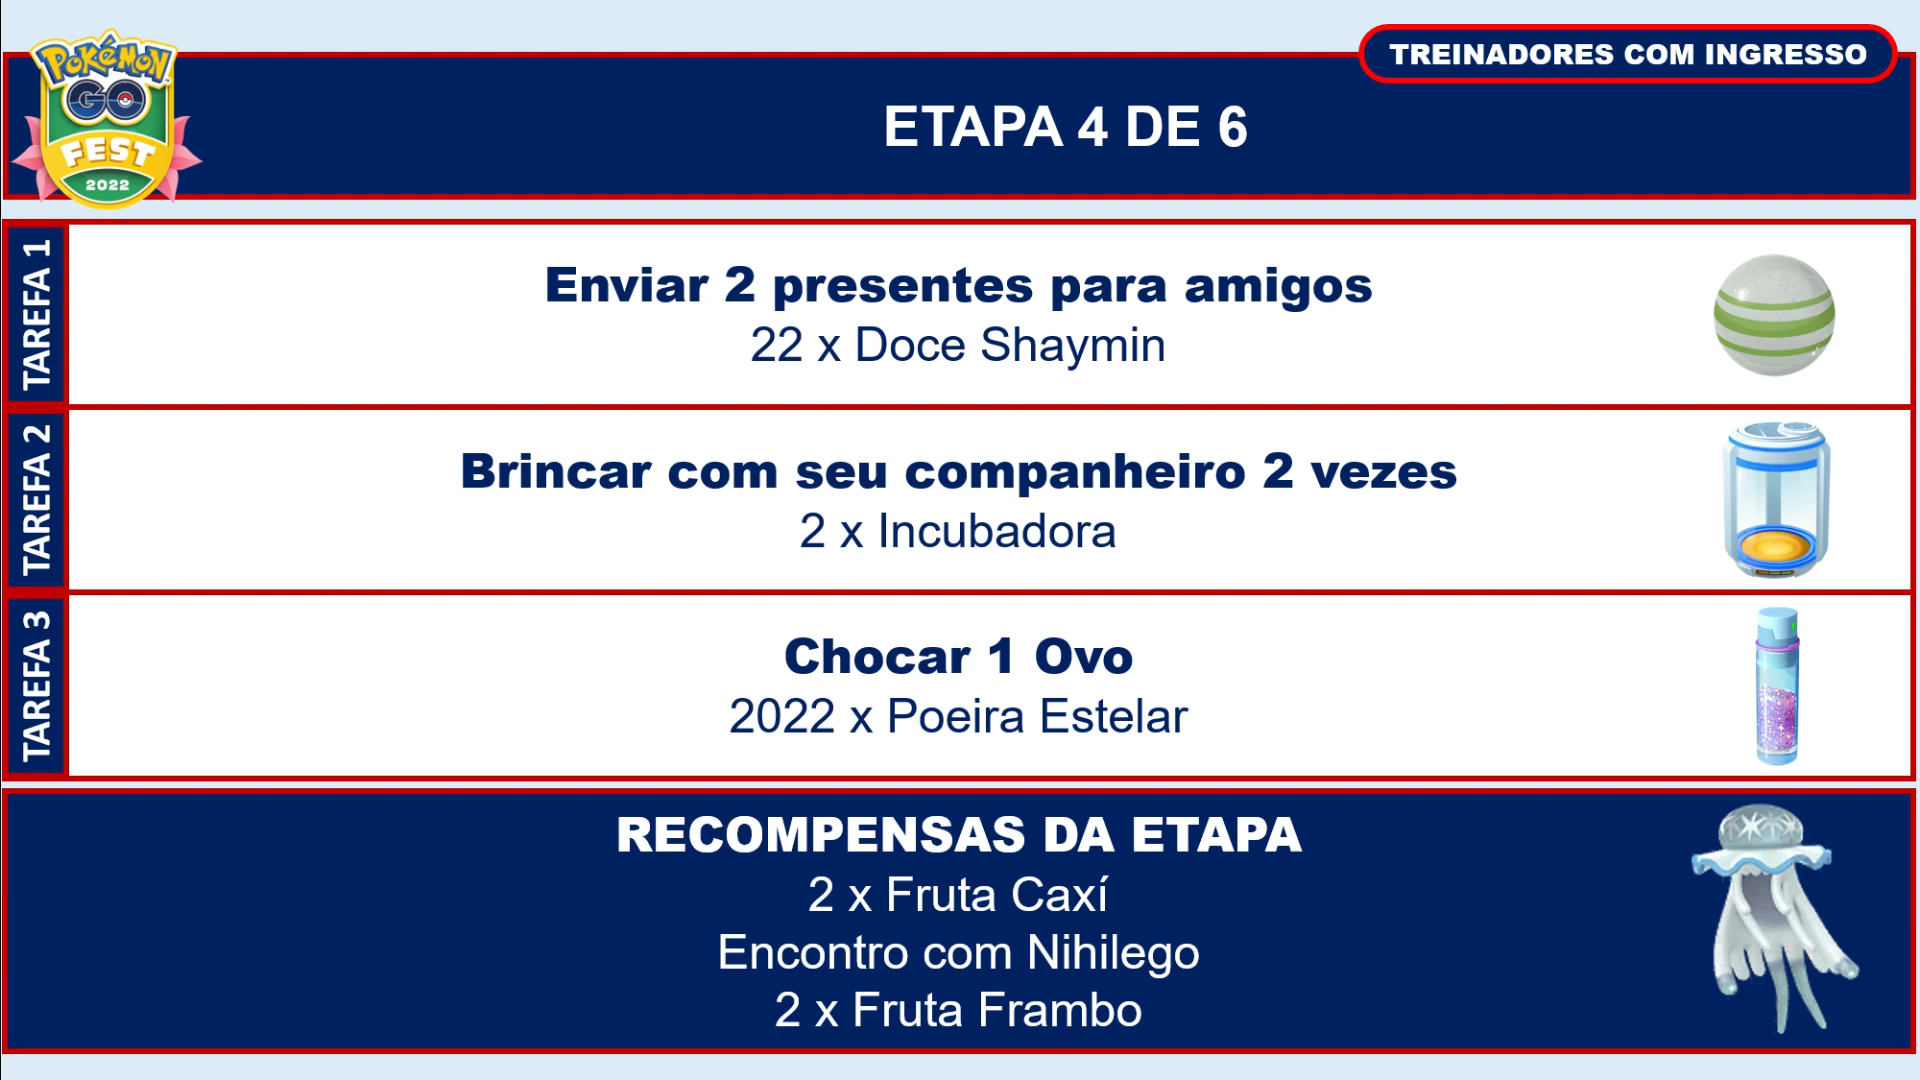 TREINADORES COM INGRESSO
POKÉMON
GO
FEST
2022
ETAPA 4 DE 6
TAREFA 1
Enviar 2 presentes para amigos
22 x Doce Shaymin
TAREFA 2
Brincar com seu companheiro 2 vezes
2 x Incubadora
TAREFA 3
Chocar 1 Ovo
2022 x Poeira Estelar
RECOMPENSAS DA ETAPA
2 x Fruta Caxí
Encontro com Nihilego
2 x Fruta Frambo